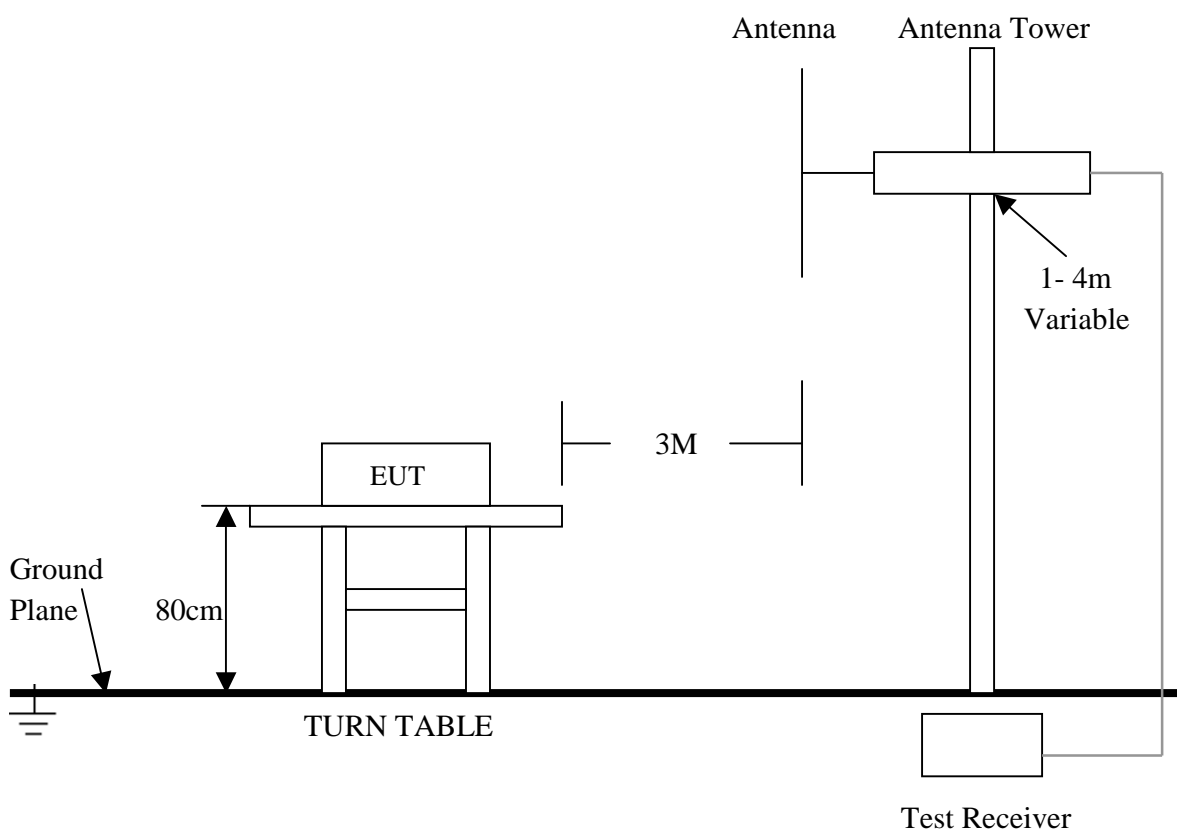 Antenna
Antenna Tower
1- 4m
Variable
3M
EUT
Ground
Plane
80cm
TURN TABLE
Test Receiver